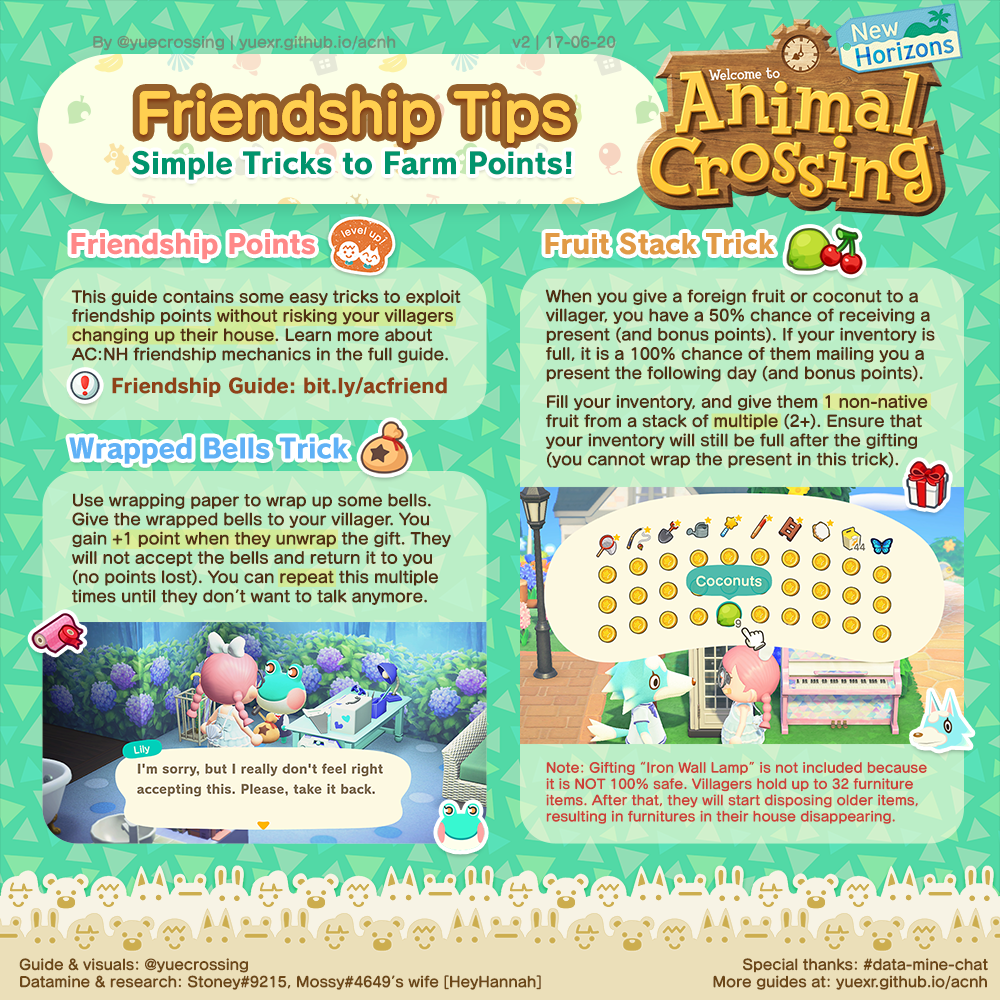 By @yuecrossing | yuexr.github.io/acnh
v2 | 17-06-20
New
Horizons
Welcome to
Animal
Crossing
Friendship Tips
Simple Tricks to Farm Points!
Friendship Points
level up!
This guide contains some easy tricks to exploit
friendship points without risking your villagers
changing up their house. Learn more about
AC:NH friendship mechanics in the full guide.
Friendship Guide: bit.ly/acfriend
Wrapped Bells Trick
Use wrapping paper to wrap up some bells.
Give the wrapped bells to your villager. You
gain +1 point when they unwrap the gift. They
will not accept the bells and return it to you
(no points lost). You can repeat this multiple
times until they don't want to talk anymore.
Lily
I'm sorry, but I really don't feel right
accepting this. Please, take it back.
Fruit Stack Trick
When you give a foreign fruit or coconut to a
villager, you have a 50% chance of receiving a
present (and bonus points). If your inventory is
full, it is a 100% chance of them mailing you a
present the following day (and bonus points).
Fill your inventory, and give them 1 non-native
fruit from a stack of multiple (2+). Ensure that
your inventory will still be full after the gifting
(you cannot wrap the present in this trick).
44
Coconuts
9
Note: Gifting "Iron Wall Lamp" is not included because
it is NOT 100% safe. Villagers hold up to 32 furniture
items. After that, they will start disposing older items,
resulting in furnitures in their house disappearing.
Guide & visuals: @yuecrossing
Datamine & research: Stoney#9215, Mossy#4649's wife [HeyHannah]
Special thanks: #data-mine-chat
More guides at: yuexr.github.io/acnh